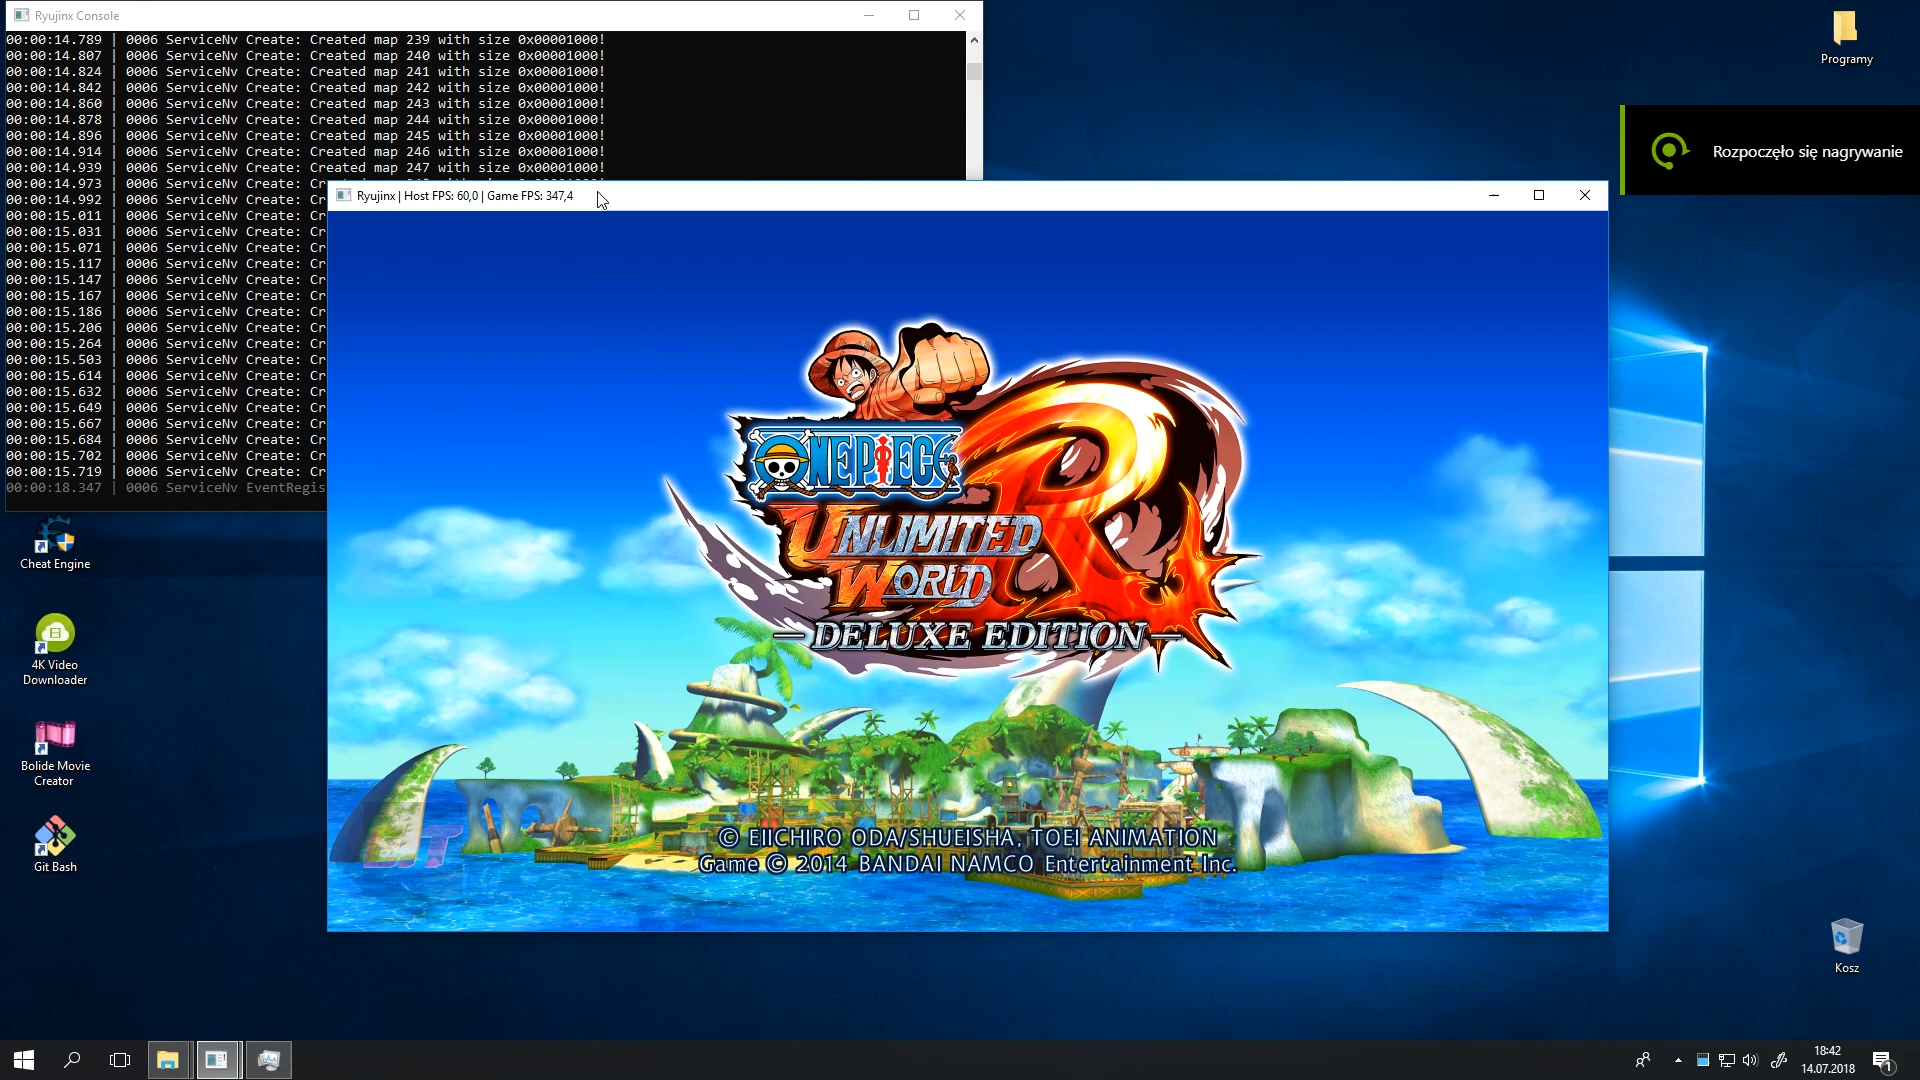 Ryujinx Console
00:00:14.789 | 0006 ServiceNv Create: Created map 239 with size 0x00001000!
00:00:14.807 | 0006 ServiceNv Create: Created map 240 with size 0x00001000!
00:00:14.824 | 0006 ServiceNv Create: Created map 241 with size 0x00001000!
00:00:14.842 | 0006 ServiceNv Create: Created map 242 with size 0x00001000!
00:00:14.860 | 0006 ServiceNv Create: Created map 243 with size 0x00001000!
00:00:14.878 | 0006 ServiceNv Create: Created map 244 with size 0x00001000!
00:00:14.896 | 0006 ServiceNv Create: Created map 245 with size 0x00001000!
00:00:14.914 | 0006 ServiceNv Create: Created map 246 with size 0x00001000!
00:00:14.939 | 0006 ServiceNv Create: Created map 247 with size 0x00001000!
00:00:14.973 | 0006 ServiceNv Create: Cr
00:00:14.992 | 0006 ServiceNv Create: Cr
00:00:15.011 | 0006 ServiceNv Create: Cr
00:00:15.031 | 0006 ServiceNv Create: Cr
00:00:15.071 | 0006 ServiceNv Create: Cr
00:00:15.117 | 0006 ServiceNv Create: Cr
00:00:15.147 | 0006 ServiceNv Create: Cr
00:00:15.167 | 0006 ServiceNv Create: Cr
00:00:15.186 | 0006 ServiceNv Create: Cr
00:00:15.206 | 0006 ServiceNv Create: Cr
00:00:15.264 | 0006 ServiceNv Create: Cr
00:00:15.503 | 0006 ServiceNv Create: Cr
00:00:15.614 | 0006 ServiceNv Create: Cr
00:00:15.632 | 0006 ServiceNv Create: Cr
00:00:15.649 | 0006 ServiceNv Create: Cr
00:00:15.667 | 0006 ServiceNv Create: Cr
00:00:15.684 | 0006 ServiceNv Create: Cr
00:00:15.702 | 0006 ServiceNv Create: Cr
00:00:15.719 | 0006 ServiceNv Create: Cr
00:00:18.347 | 0006 ServiceNv EventRegis
Ryujinx | Host FPS: 60,0 | Game FPS: 347,4
ONE PIECE
UNLIMITED
WORLD
R
DELUXE EDITION
© EIICHIRO ODA/SHUEISHA, TOEI ANIMATION
Game © 2014 BANDAI NAMCO Entertainment Inc.
Programy
Rozpoczęło się nagrywanie
Cheat Engine
4K Video
Downloader
Bolide Movie
Creator
Git Bash
Kosz
18:42
14.07.2018
1